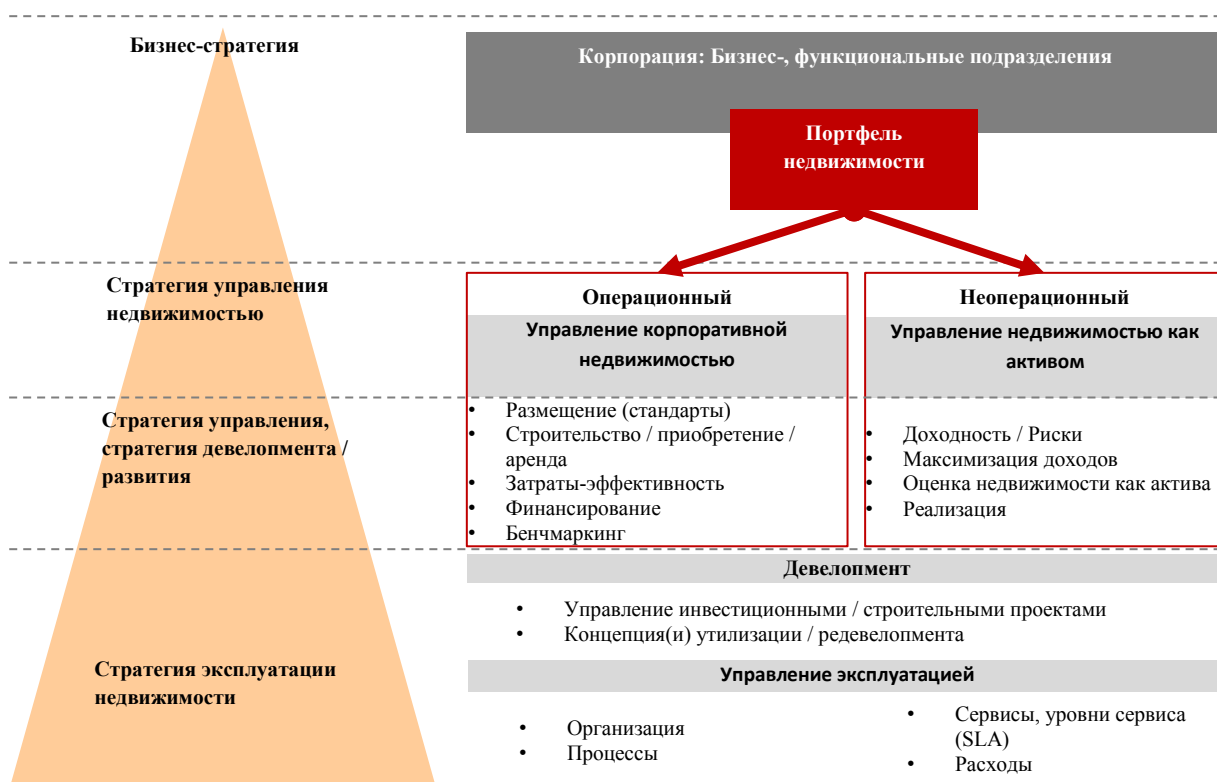 Бизнес-стратегия
Корпорация: Бизнес-, функциональные подразделения
Портфель
недвижимости
Стратегия управления
недвижимостью
Операционный
Управление корпоративной
недвижимостью
Неоперационный
Управление недвижимостью как
активом
Стратегия управления,
стратегия девелопмента /
развития
• Размещение (стандарты)
• Строительство / приобретение /
аренда
• Затраты-эффективность
• Финансирование
• Бенчмаркинг
• Доходность / Риски
• Максимизация доходов
• Оценка недвижимости как актива
• Реализация
Девелопмент
• Управление инвестиционными / строительными проектами
• Концепция(и) утилизации / редевелопмента
Стратегия эксплуатации
недвижимости
Управление эксплуатацией
• Организация
• Процессы
• Сервисы, уровни сервиса
(SLA)
• Расходы